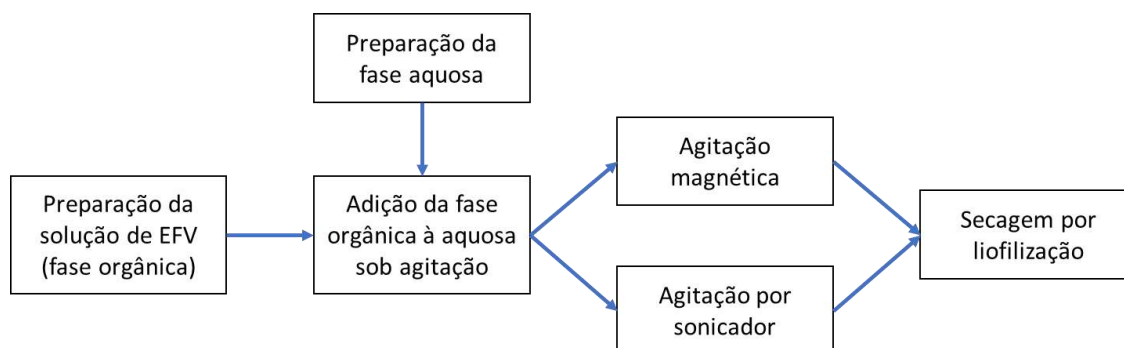 Preparação da
fase aquosa
Preparação da
solução de EFV
(fase orgânica)
Adição da fase
orgânica à aquosa
sob agitação
Agitação
magnética
Agitação por
sonicador
Secagem por
liofilização